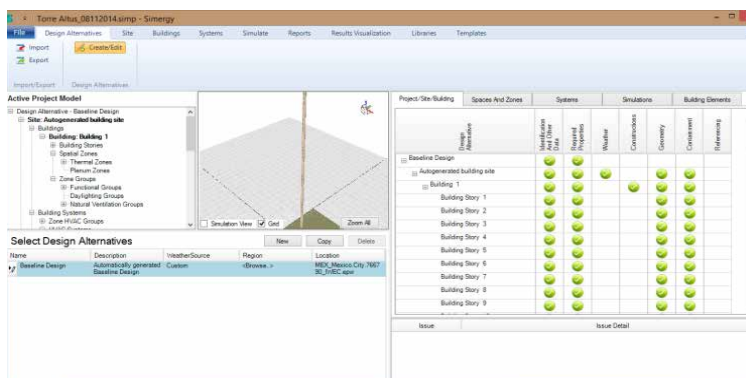 Torre Altus_08112014.simp - Simergy
File Design Alternatives Site Buildings Systems Simulate Reports Results Visualization Libraries Templates
Import Create/Edit
Export
Import/Export Design Alternatives
Active Project Model
Design Alternative - Baseline Design
Site: Autogenerated building site
Buildings
Building: Building 1
Building Stories
Spatial Zones
Thermal Zones
Plenum Zones
Zone Groups
Functional Groups
Daylighting Groups
Natural Ventilation Groups
Building Systems
Zone HVAC Groups
Simulation View Grid Zoom All
Select Design Alternatives New Copy Delete
Name Description WeatherSource Region Location
Baseline Design Automatically generated Baseline Design Custom <Browse...> MEX_Mexico.City.7667
Project/Site/Building Spaces And Zones Systems Simulations Building Elements
Design Alternative
Identification And Other Data
Required Properties
Weather
Constructions
Geometry
Containment
Referencing
Baseline Design
Autogenerated building site
Building 1
Building Story 1
Building Story 2
Building Story 3
Building Story 4
Building Story 5
Building Story 6
Building Story 7
Building Story 8
Building Story 9
Issue Issue Detail